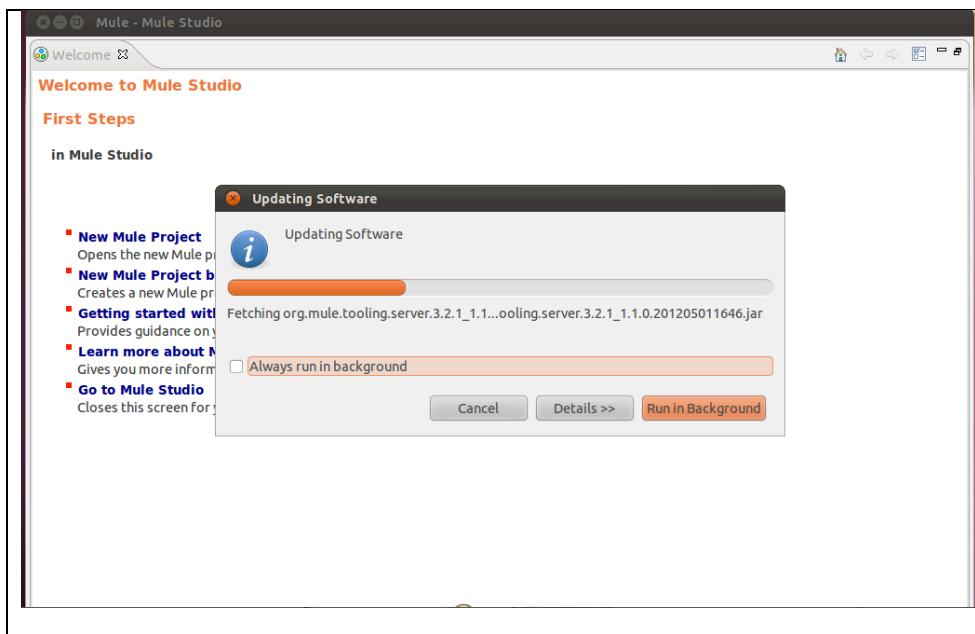 Mule - Mule Studio
Welcome
Welcome to Mule Studio
First Steps
in Mule Studio
Updating Software
Updating Software
New Mule Project
Opens the new Mule
New Mule Project
Creates a new Mule
Fetching org.mule.tooling.server.3.2.1_1.1...ooling.server.3.2.1_1.1.0.201205011646.jar
Getting started
Provides guidance on
Learn more about
Gives you more
Always run in background
Go to Mule Studio
Closes this screen for
Cancel Details >> Run in Background